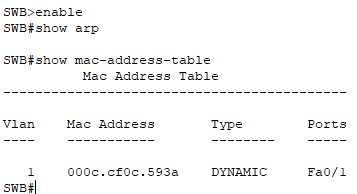 SWB>enable
SWB#show arp
SWB#show mac-address-table
Mac Address Table
-------------------------------------------
Vlan    Mac Address       Type        Ports
----    -----------       --------    -----
1    000c.cf0c.593a    DYNAMIC     Fa0/1
SWB#